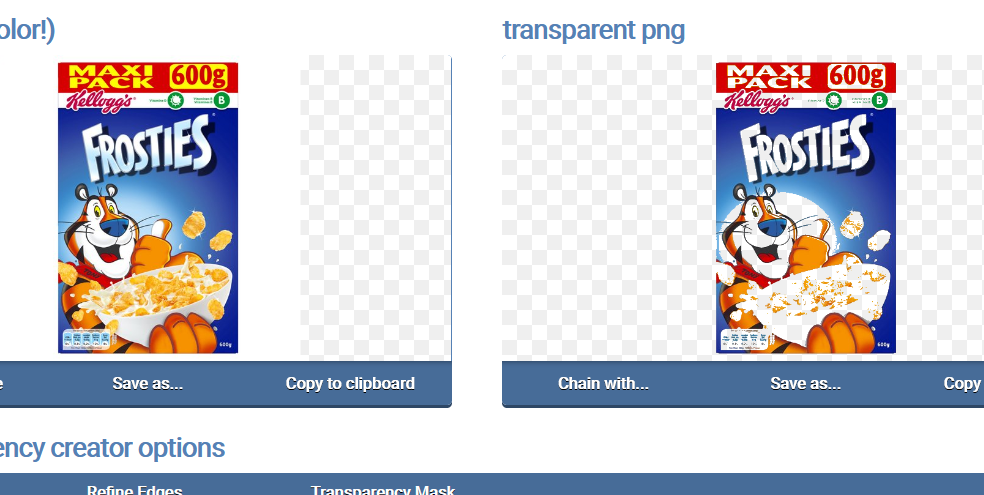 olor!)
transparent png
MAXI
PACK
600g
Kellogg's
B
FROSTIES
600g
MAXI
PACK
600g
Kellogg's
B
FROSTIES
600g
e
Save as...
Copy to clipboard
Chain with...
Save as...
Copy
ency creator options
Refine Edges
Transparency Mask